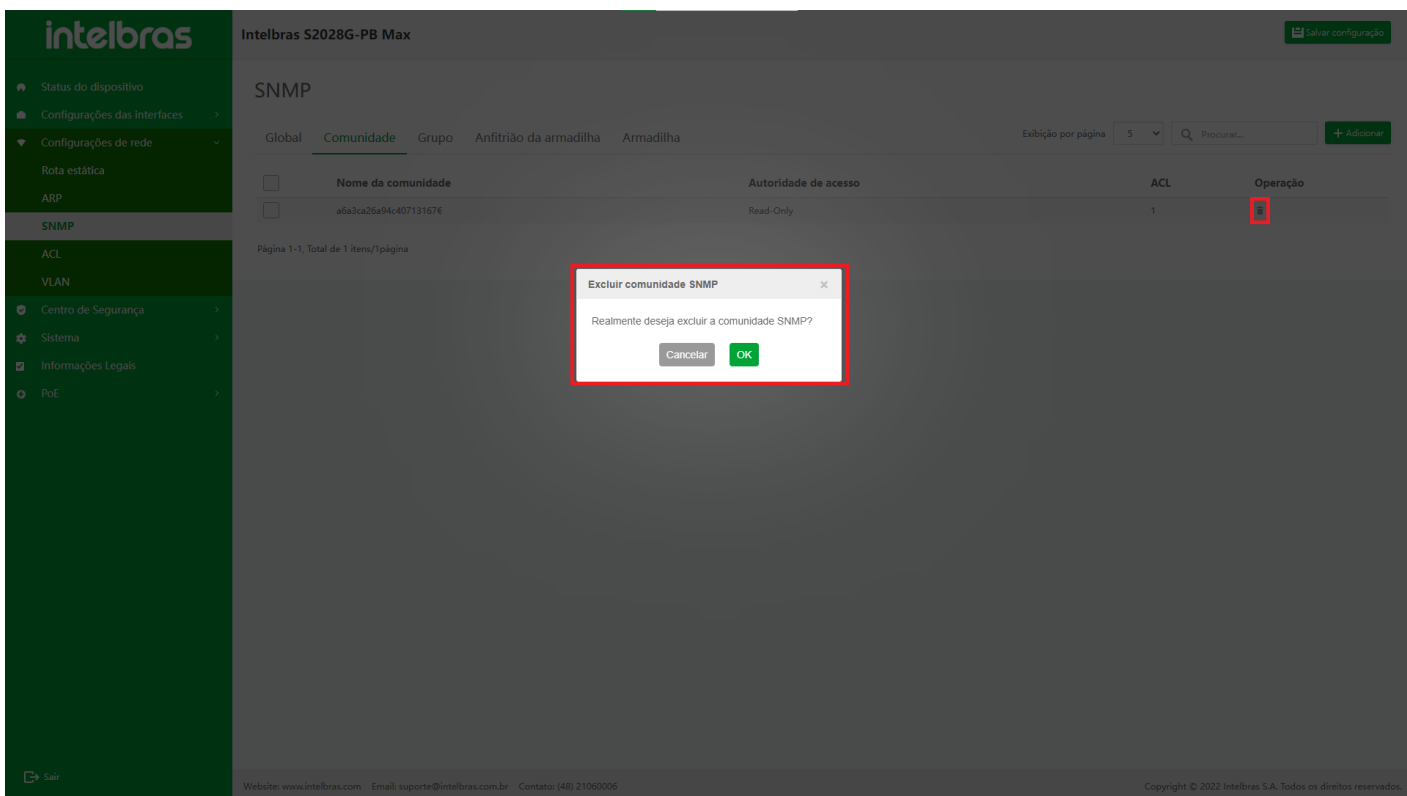 intelbras
Intelbras S2028G-PB Max
Salvar configuração
Status do dispositivo
Configurações das interfaces
Configurações de rede
Rota estática
ARP
SNMP
ACL
VLAN
Centro de Segurança
Sistema
Informações Legais
PoE
Sair
SNMP
Global Comunidade Grupo Anfitrião da armadilha Armadilha
Exibição por página 5 Procurar... + Adicionar
Nome da comunidade Autoridade de acesso ACL Operação
a6a3ca26a94c40713167€ Read-Only 1
Página 1-1, Total de 1 itens/1página
Excluir comunidade SNMP ×
Realmente deseja excluir a comunidade SNMP?
Cancelar OK
Website: www.intelbras.com Email: suporte@intelbras.com.br Contato: (48) 21060006
Copyright © 2022 Intelbras S.A. Todos os direitos reservados.